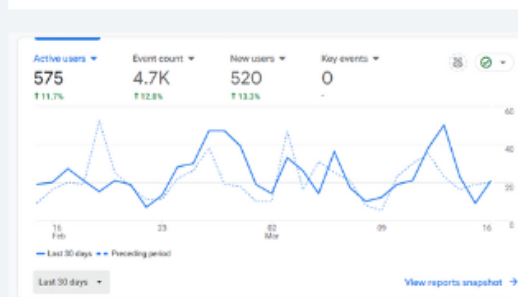 Active users Event count New users Key events
575 4.7K 520 0
↑ 11.7% ↑ 12.8% ↑ 13.3% -
60
40
20
0
16 23 02 09 16
Feb Mar
Last 30 days Preceding period
Last 30 days View reports snapshot →